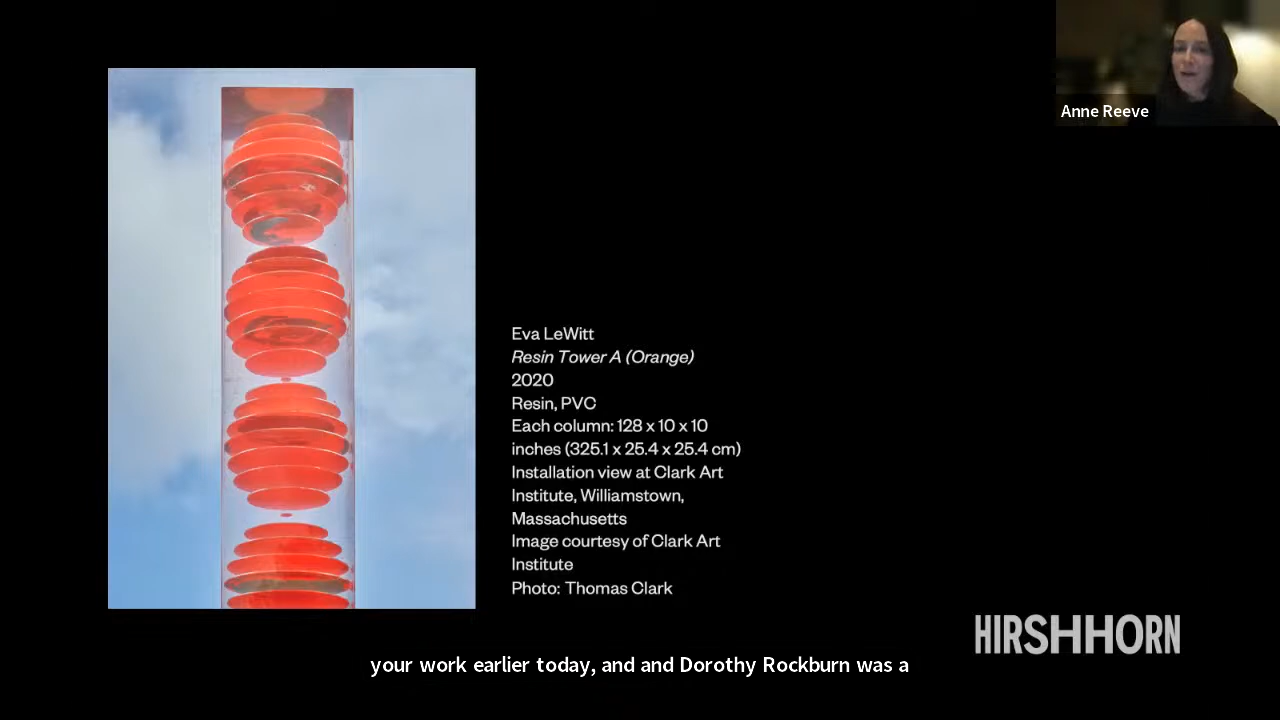 Anne Reeve
Eva LeWitt
Resin Tower A (Orange)
2020
Resin, PVC
Each column: 128 x 10 x 10
inches (325.1 x 25.4 x 25.4 cm)
Installation view at Clark Art
Institute, Williamstown,
Massachusetts
Image courtesy of Clark Art
Institute
Photo: Thomas Clark
HIRSHHORN
your work earlier today, and and Dorothy Rockburn was a